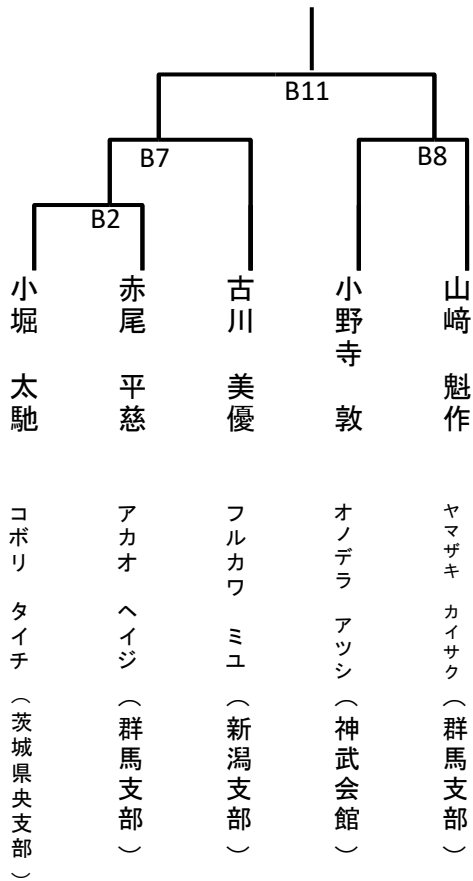 B11
B7
B8
B2
小堀 太馳 コボリ タイチ （茨城県央支部）
赤尾 平慈 アカオ ヘイジ （群馬支部）
古川 美優 フルカワ ミユ （新潟支部）
小野寺 敦 オノデラ アツシ （神武会館）
山﨑 魁作 ヤマザキ カイサク （群馬支部）